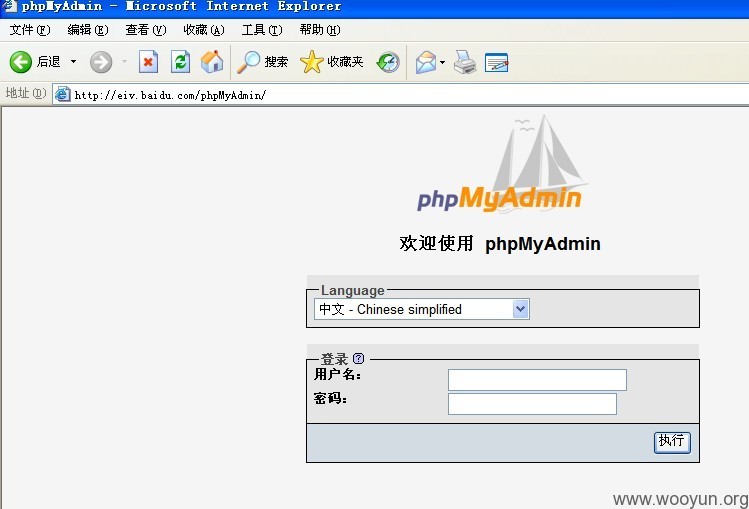 phpMyAdmin - Microsoft Internet Explorer
文件(F) 编辑(E) 查看(V) 收藏(A) 工具(T) 帮助(H)
后退 搜索 收藏夹
地址(D) http://eiv.baidu.com/phpMyAdmin/
phpMyAdmin
欢迎使用 phpMyAdmin
Language
中文 - Chinese simplified
登录 ?
用户名：
密码：
执行
www.wooyun.org